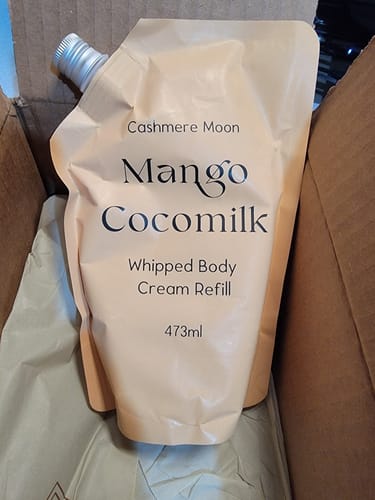 Cashmere Moon
Mango
Cocomilk
Whipped Body
Cream Refill
473ml